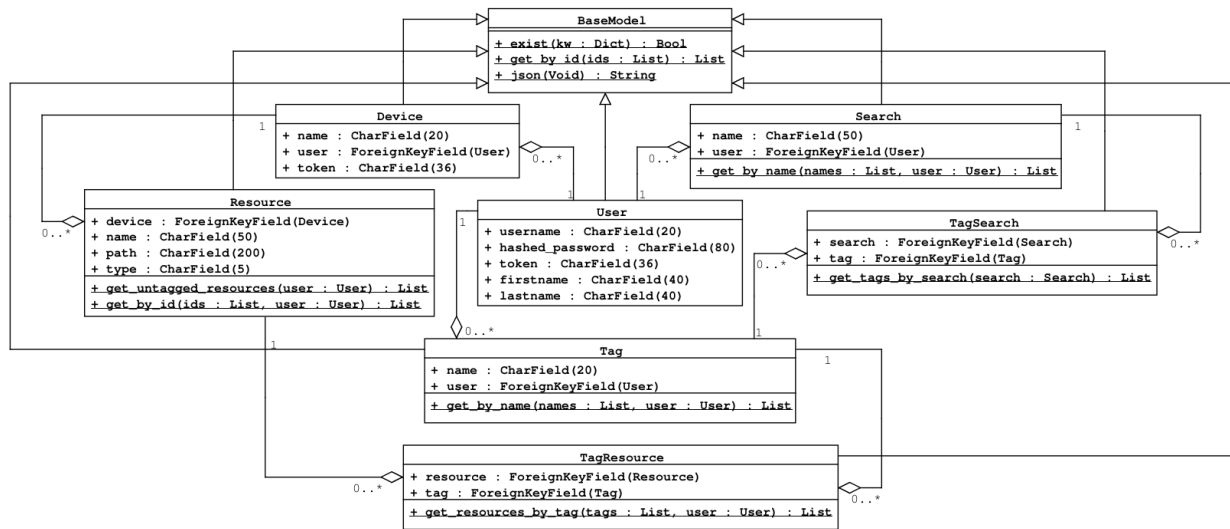 BaseModel
+ exist(kw : Dict) : Bool
+ get_by_id(ids : List) : List
+ json(Void) : String
Device
+ name : CharField(20)
+ user : ForeignKeyField(User)
+ token : CharField(36)
1
0..*
1
0..*
Search
+ name : CharField(50)
+ user : ForeignKeyField(User)
+ get_by_name(names : List, user : User) : List
1
0..*
1
0..*
Resource
+ device : ForeignKeyField(Device)
+ name : CharField(50)
+ path : CharField(200)
+ type : CharField(5)
+ get_untagged_resources(user : User) : List
+ get_by_id(ids : List, user : User) : List
1
0..*
User
+ username : CharField(20)
+ hashed_password : CharField(80)
+ token : CharField(36)
+ firstname : CharField(40)
+ lastname : CharField(40)
1
0..*
TagSearch
+ search : ForeignKeyField(Search)
+ tag : ForeignKeyField(Tag)
+ get_tags_by_search(search : Search) : List
0..*
1
Tag
+ name : CharField(20)
+ user : ForeignKeyField(User)
+ get_by_name(names : List, user : User) : List
1
0..*
TagResource
+ resource : ForeignKeyField(Resource)
+ tag : ForeignKeyField(Tag)
+ get_resources_by_tag(tags : List, user : User) : List